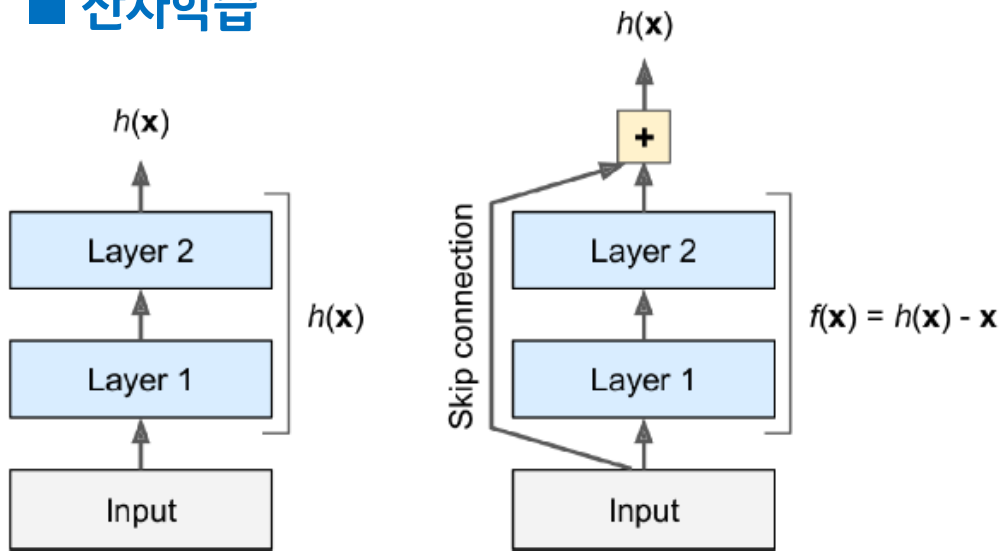 h(x)
Layer 2
Layer 1
h(x)
Input
h(x)
+
Skip connection
Layer 2
Layer 1
f(x) = h(x) - x
Input